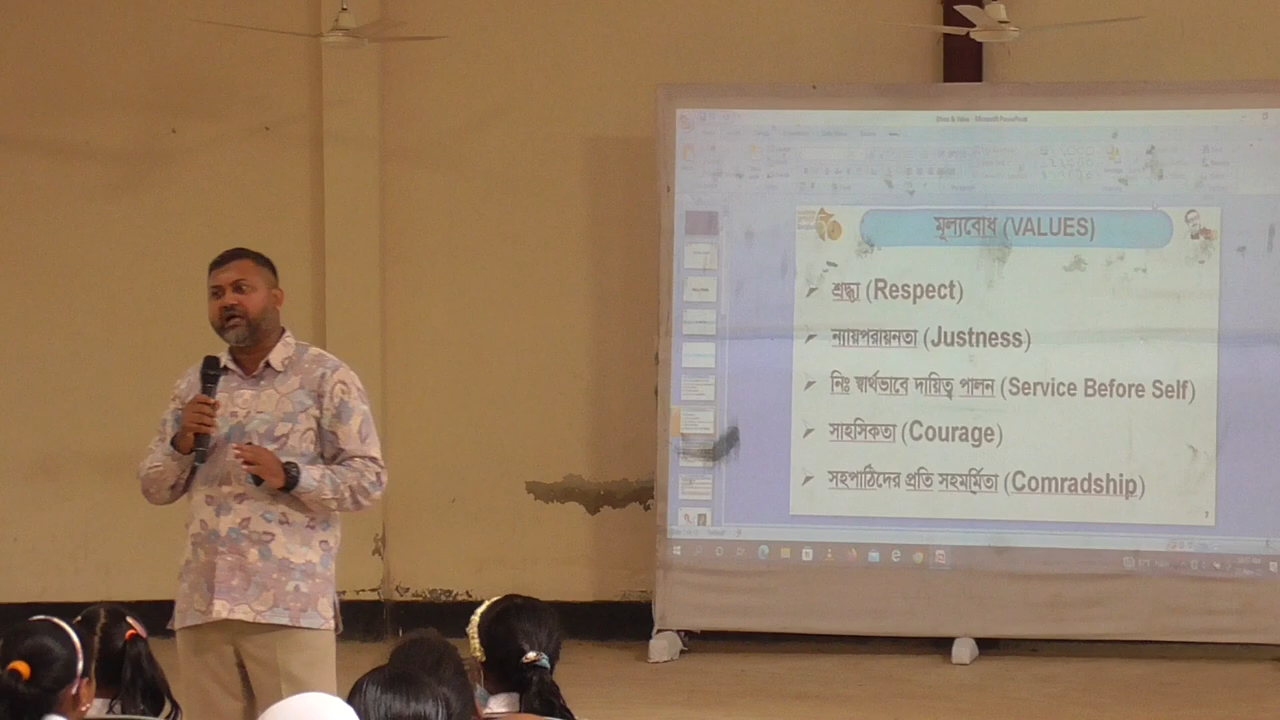 মূল্যবোধ (VALUES)
শ্রদ্ধা (Respect)
ন্যায়পরায়নতা (Justness)
নিঃ স্বার্থভাবে দায়িত্ব পালন (Service Before Self)
সাহসিকতা (Courage)
সহপাঠিদের প্রতি সহমর্মিতা (Comradship)
7